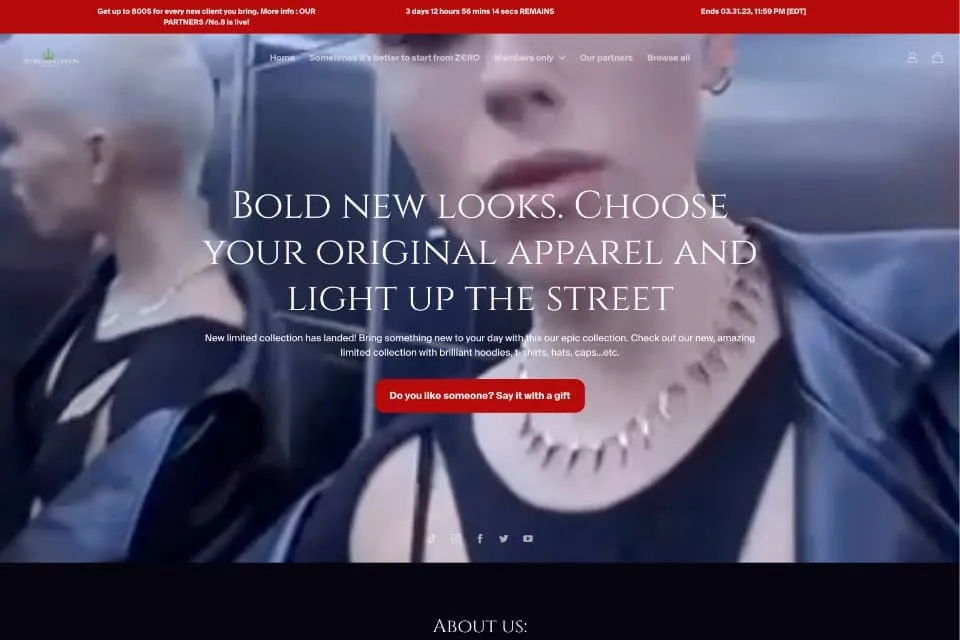 Get up to 800$ for every new client you bring. More info : OUR
PARTNERS /No.8 is live!
3 days 12 hours 56 mins 14 secs REMAINS
Ends 03.31.23, 11:59 PM [EDT]
Home
Sometimes it's better to start from Z€RO
Members only
Our partners
Browse all
Bold new looks. Choose
your original apparel and
light up the street
New limited collection has landed! Bring something new to your day with this our epic collection. Check out our new, amazing
limited collection with brilliant hoodies, t-shirts, hats, caps...etc.
Do you like someone? Say it with a gift
About us: